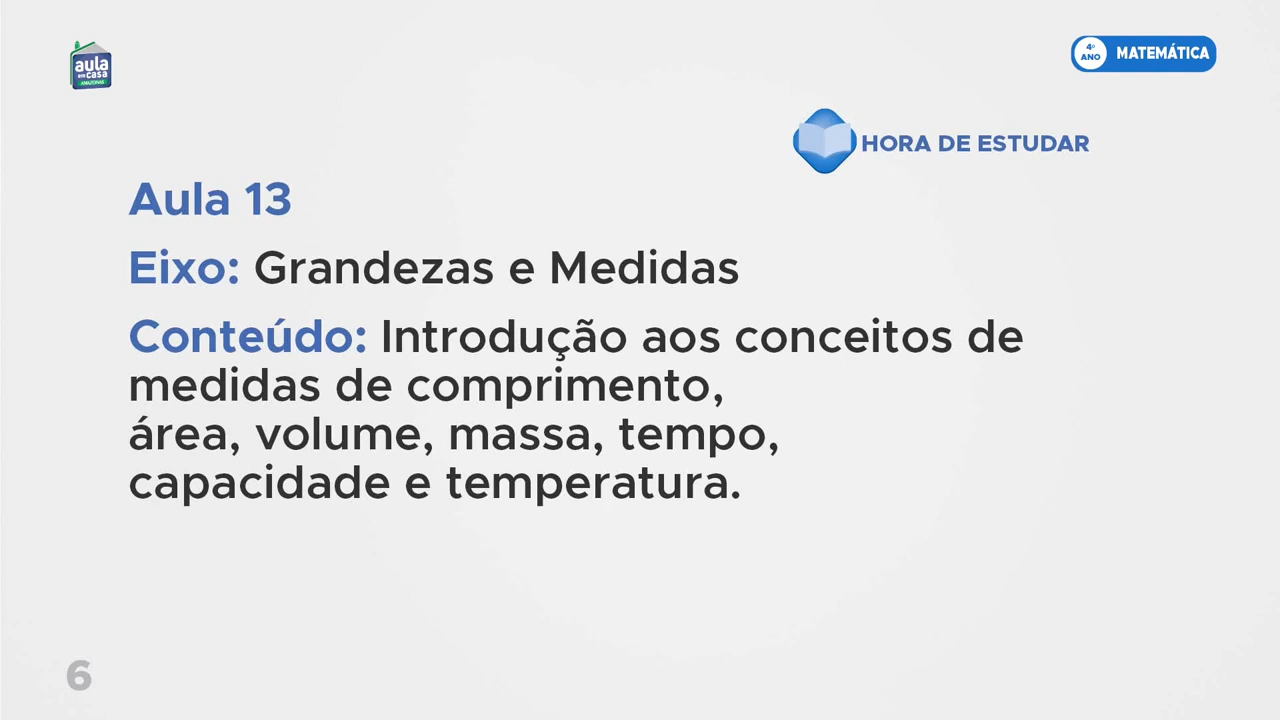 aula
em
casa
AMAZONAS
4º
ANO
MATEMÁTICA
HORA DE ESTUDAR
Aula 13
Eixo: Grandezas e Medidas
Conteúdo: Introdução aos conceitos de
medidas de comprimento,
área, volume, massa, tempo,
capacidade e temperatura.
6